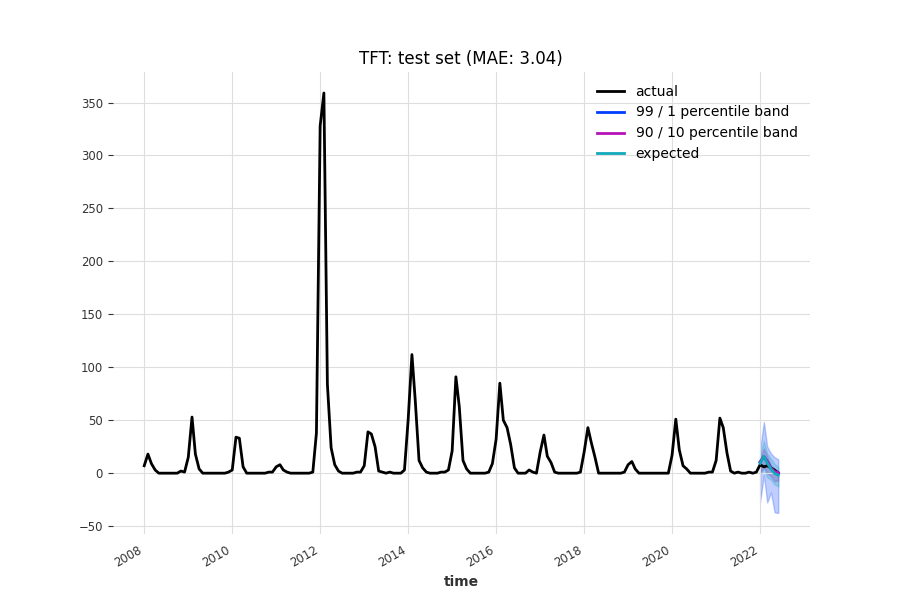 TFT: test set (MAE: 3.04)
actual
99 / 1 percentile band
90 / 10 percentile band
expected
350
300
250
200
150
100
50
0
−50
2008 2010 2012 2014 2016 2018 2020 2022
time